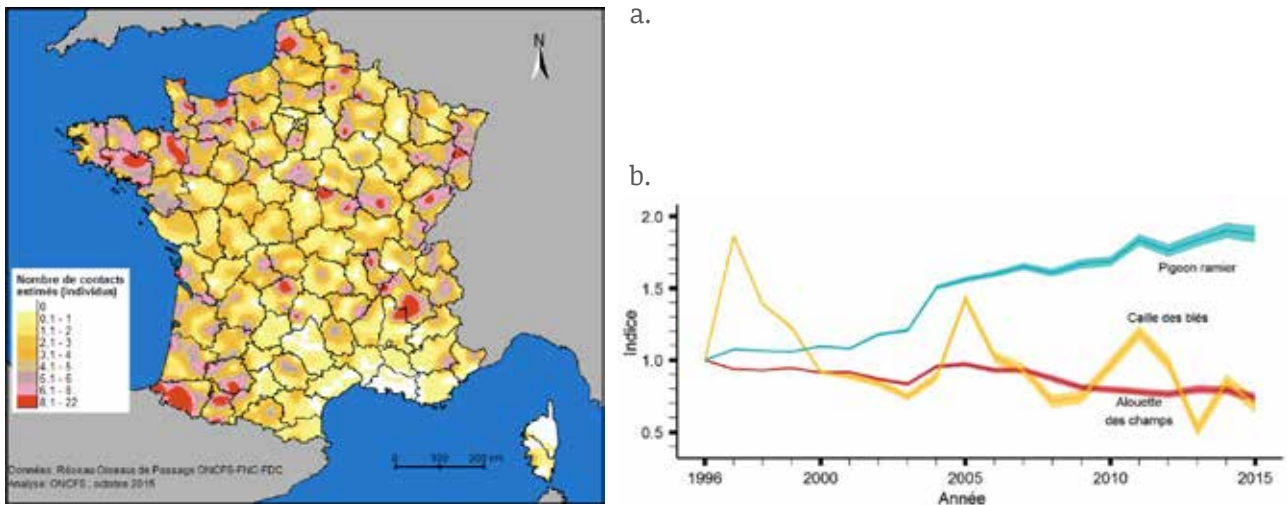 a.
N
Nombre de contacts
estimés (individus)
0
0,1 - 1
1,1 - 2
2,1 - 3
3,1 - 4
4,1 - 5
5,1 - 6
6,1 - 8
8,1 - 22
0 100 200 km
Données: Réseau Oiseaux de Passage ONCFS-FNC-FDC
Analyse: ONCFS, octobre 2015
b.
2.0
1.5
1.0
0.5
Indice
Pigeon ramier
Caille des blés
Alouette
des champs
1996
2000
2005
2010
2015
Année